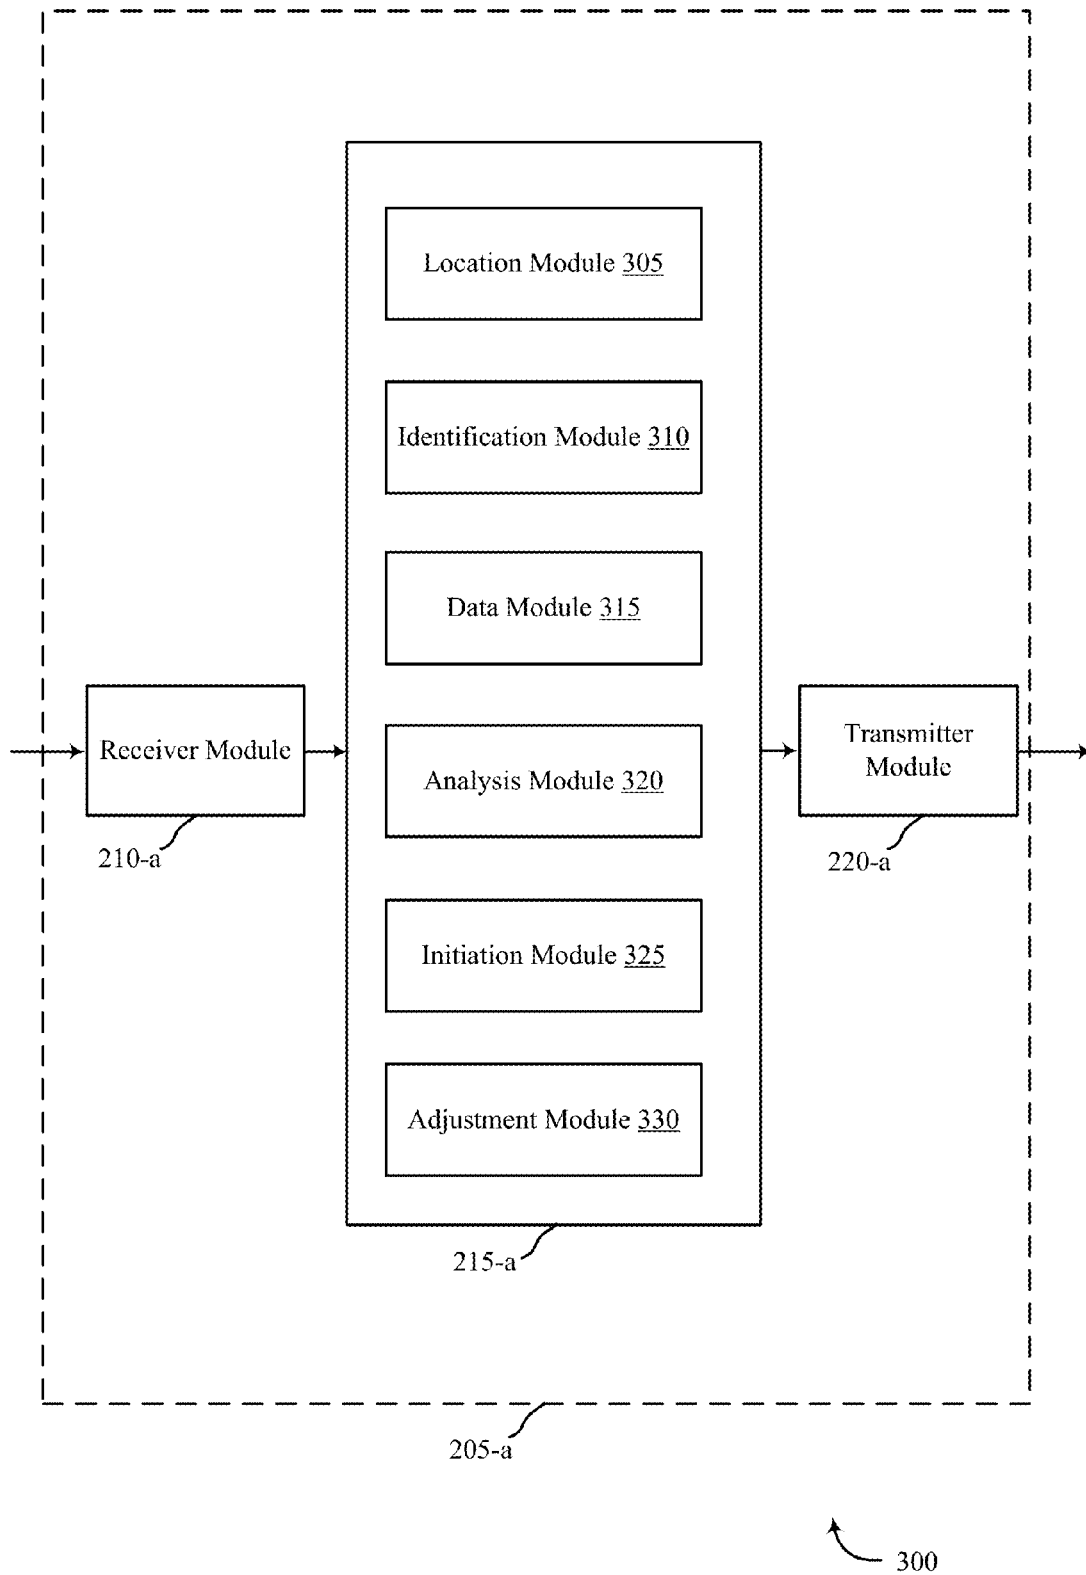 Location Module 305
Identification Module 310
Data Module 315
Receiver Module
210-a
Analysis Module 320
Transmitter
Module
220-a
Initiation Module 325
Adjustment Module 330
215-a
205-a
300